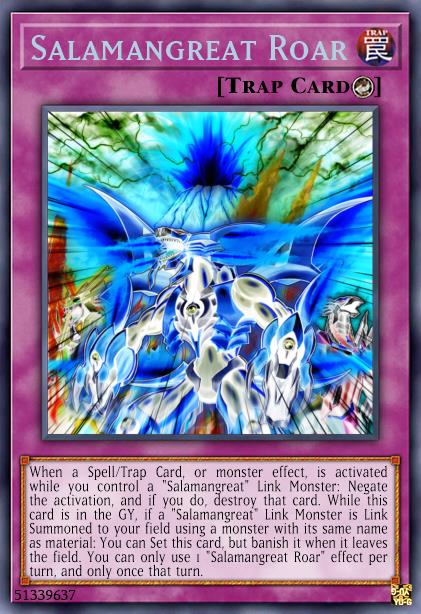 Salamangreat Roar
TRAP
罠
[Trap Card]
When a Spell/Trap Card, or monster effect, is activated
while you control a "Salamangreat" Link Monster: Negate
the activation, and if you do, destroy that card. While this
card is in the GY, if a "Salamangreat" Link Monster is Link
Summoned to your field using a monster with its same name
as material: You can Set this card, but banish it when it leaves
the field. You can only use 1 "Salamangreat Roar" effect per
turn, and only once that turn.
51339637